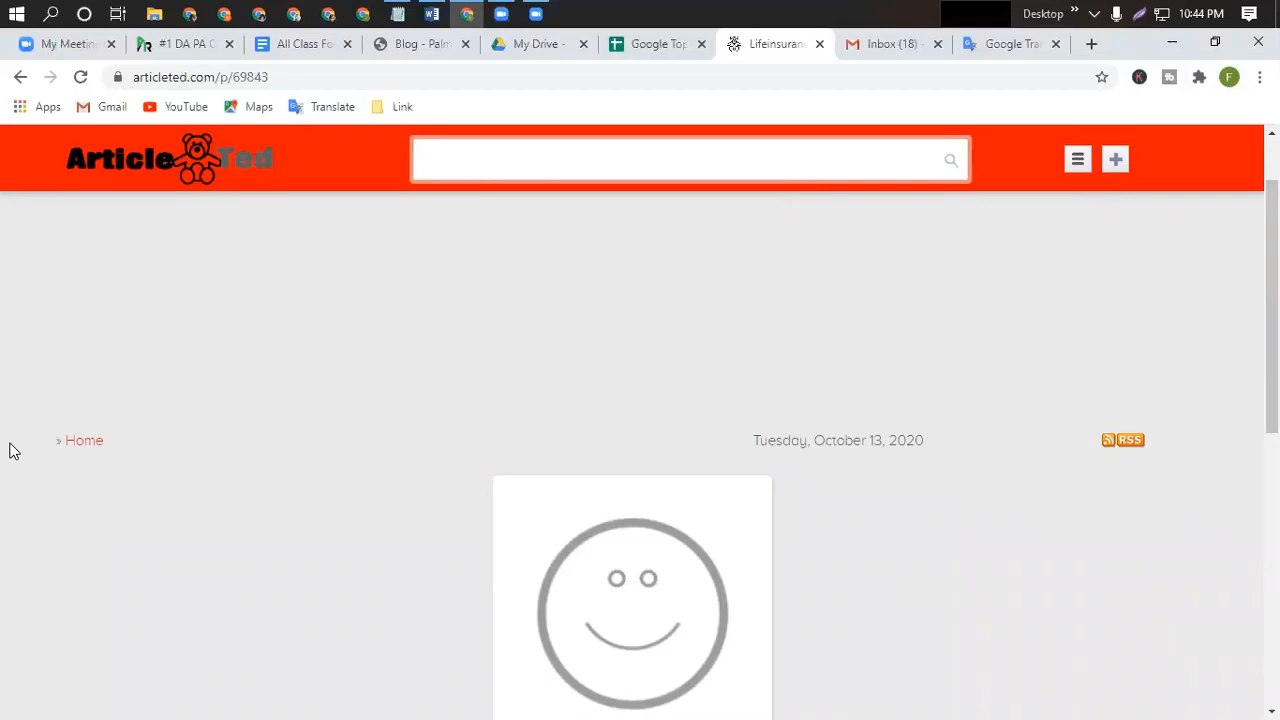 Desktop
10:44 PM
My Meetin
#1 DA PA C
All Class Fo
Blog - Palm
My Drive -
Google Top
Lifeinsuranc
Inbox (18) -
Google Tra
articleted.com/p/69843
F
Apps
Gmail
YouTube
Maps
Translate
Link
Article Ted
» Home
Tuesday, October 13, 2020
RSS